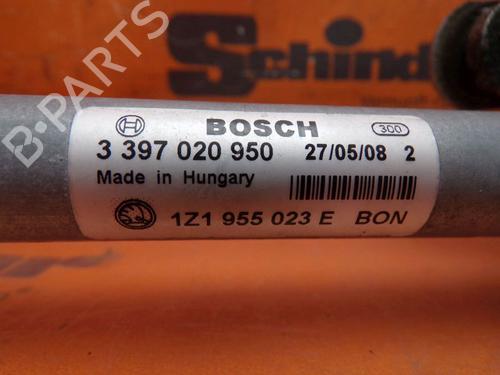 Schind
B-PARTS
BOSCH 300
3 397 020 950 27/05/08 2
Made in Hungary
1Z1 955 023 E BON